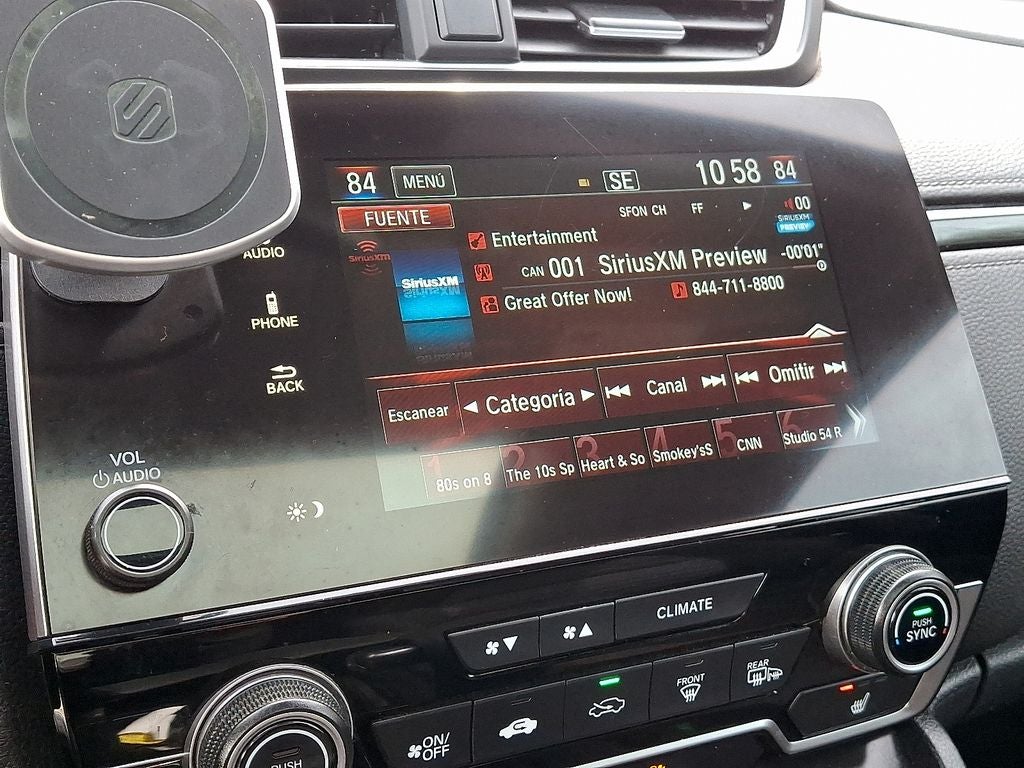 84 MENÚ SE 10 58 84
SFON CH FF 00
FUENTE
SIRIUSXM PREVIEW
AUDIO
SiriusXM
Entertainment
SiriusXM
CAN 001 SiriusXM Preview -00'01"
Great Offer Now! 844-711-8800
PHONE
BACK
Escanear Categoría Canal Omitir
1 80s on 8
2 The 10s Sp
3 Heart & So
4 Smokey'sS
5 CNN
6 Studio 54 R
VOL
AUDIO
CLIMATE
PUSH
SYNC
FRONT
REAR
ON/
OFF
PUSH